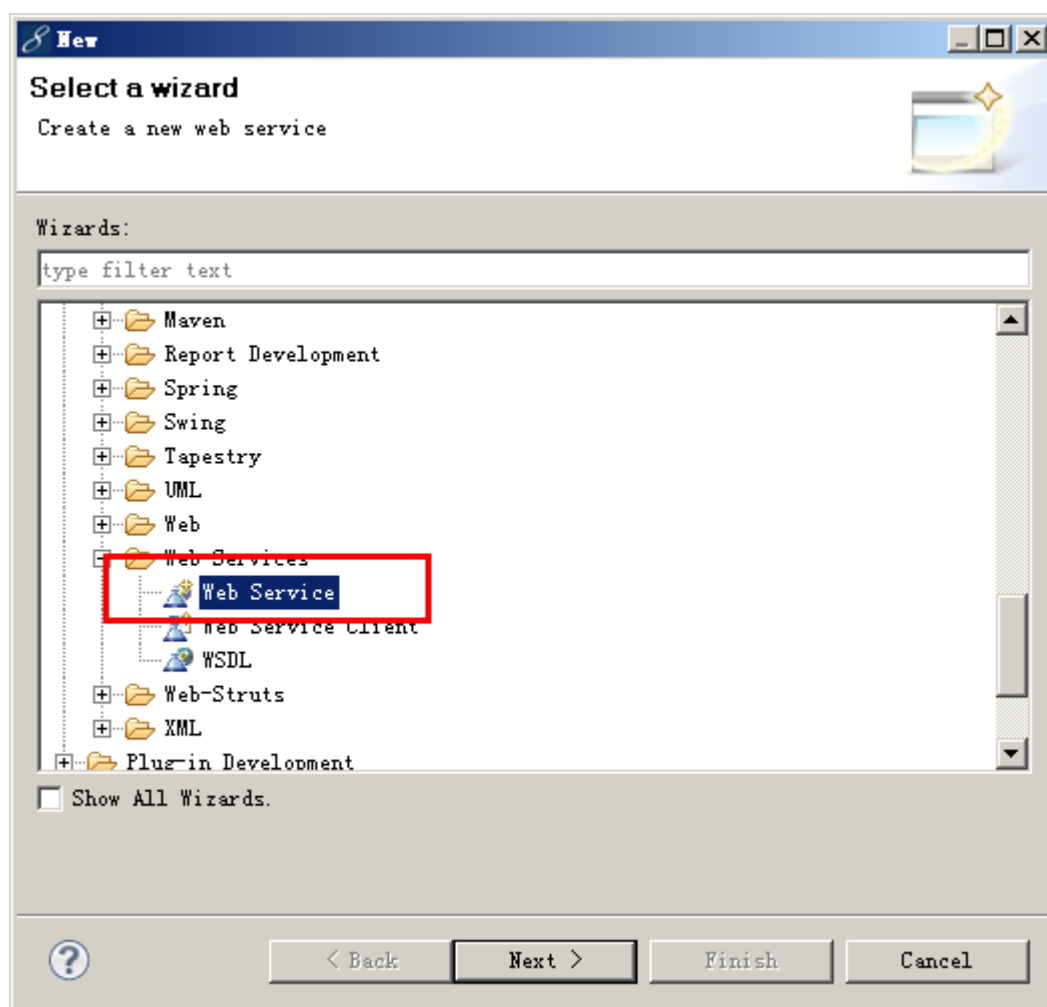 New
Select a wizard
Create a new web service
Wizards:
type filter text
Maven
Report Development
Spring
Swing
Tapestry
UML
Web
Web Services
Web Service
Web Service Client
WSDL
Web-Struts
XML
Plug-in Development
Show All Wizards.
< Back Next > Finish Cancel